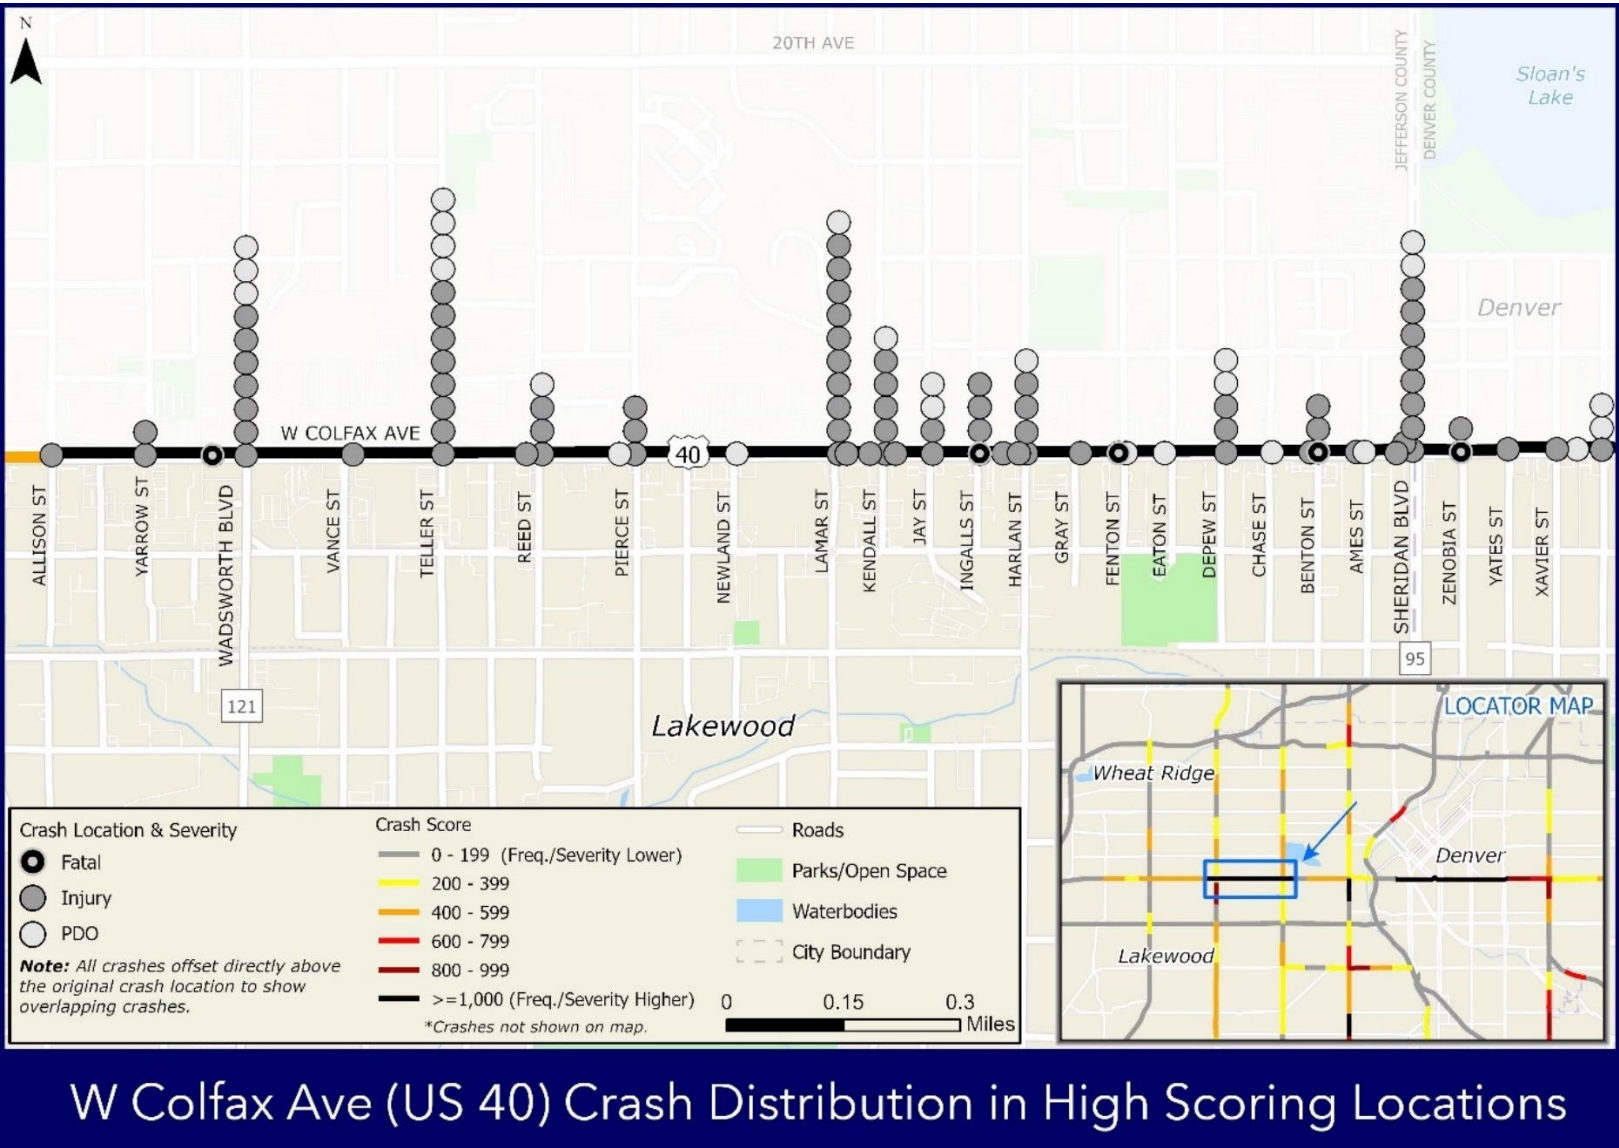 N
20TH AVE
JEFFERSON COUNTY
DENVER COUNTY
Sloan's
Lake
Denver
W COLFAX AVE
40
ALLISON ST
YARROW ST
WADSWORTH BLVD
VANCE ST
TELLER ST
REED ST
PIERCE ST
NEWLAND ST
LAMAR ST
KENDALL ST
JAY ST
INGALLS ST
HARLAN ST
GRAY ST
FENTON ST
EATON ST
DEPEW ST
CHASE ST
BENTON ST
AMES ST
SHERIDAN BLVD
ZENOBIA ST
YATES ST
XAVIER ST
95
121
Lakewood
LOCATOR MAP
Wheat Ridge
Denver
Lakewood
Crash Location & Severity
Fatal
Injury
PDO
Note: All crashes offset directly above
the original crash location to show
overlapping crashes.
Crash Score
0 - 199 (Freq./Severity Lower)
200 - 399
400 - 599
600 - 799
800 - 999
>=1,000 (Freq./Severity Higher)
*Crashes not shown on map.
Roads
Parks/Open Space
Waterbodies
City Boundary
0 0.15 0.3
Miles
W Colfax Ave (US 40) Crash Distribution in High Scoring Locations